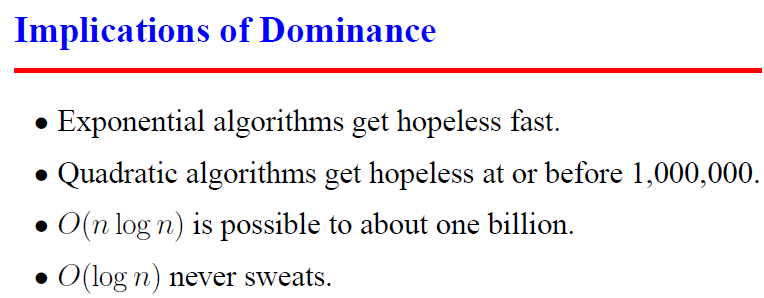 Implications of Dominance
• Exponential algorithms get hopeless fast.
• Quadratic algorithms get hopeless at or before 1,000,000.
• O(n log n) is possible to about one billion.
• O(log n) never sweats.